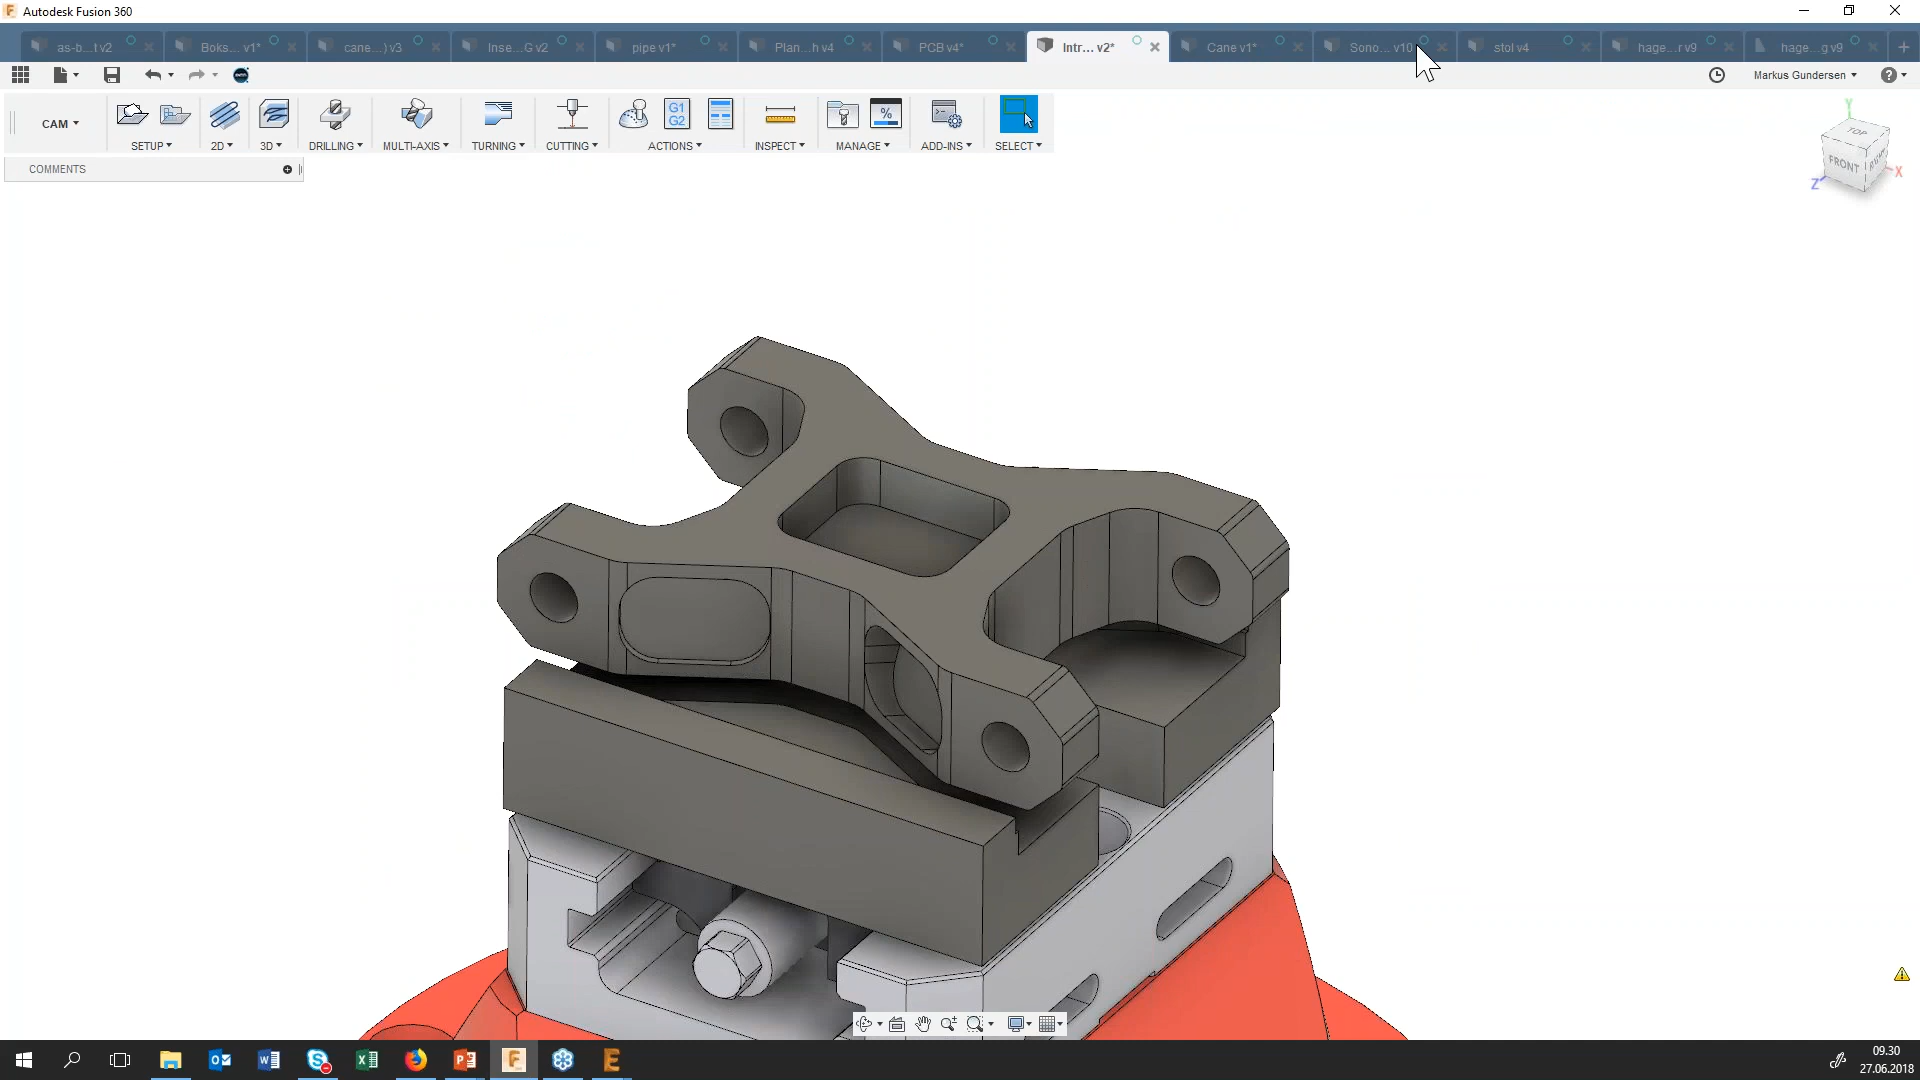 Autodesk Fusion 360
as-b...t v2 Boks... v1* cane...) v3 Inse...G v2 pipe v1* Plan...h v4 PCB v4* Intr... v2* Cane v1* Sono... v10 stol v4 hage...r v9 hage...g v9
Markus Gundersen
CAM SETUP 2D 3D DRILLING MULTI-AXIS TURNING CUTTING ACTIONS INSPECT MANAGE ADD-INS SELECT
G1
G2
%
COMMENTS
Y
TOP
FRONT
X
Z
09.30
27.06.2018